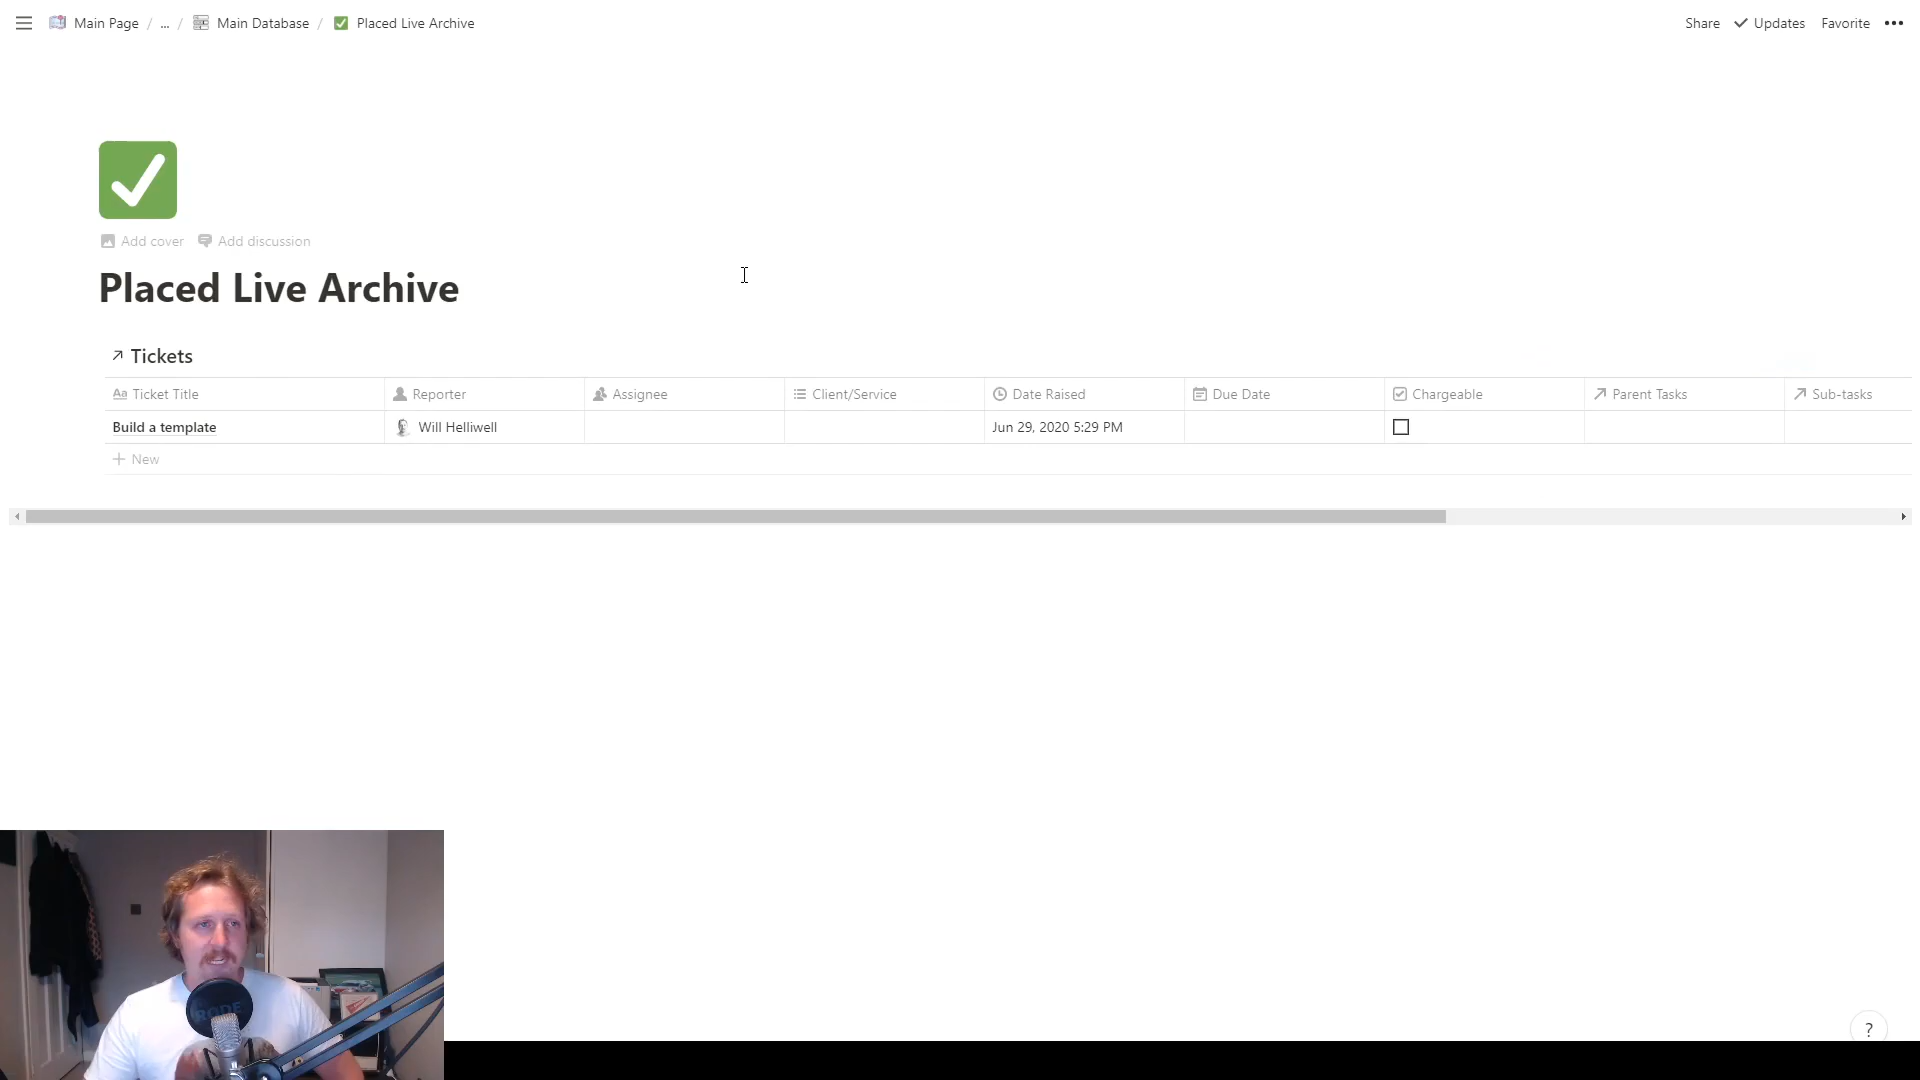 Main Page / ... / Main Database / Placed Live Archive
Share Updates Favorite •••
Add cover Add discussion
Placed Live Archive
Tickets
Aa Ticket Title Reporter Assignee Client/Service Date Raised Due Date Chargeable Parent Tasks Sub-tasks
Build a template Will Helliwell Jun 29, 2020 5:29 PM
New
RODE
?